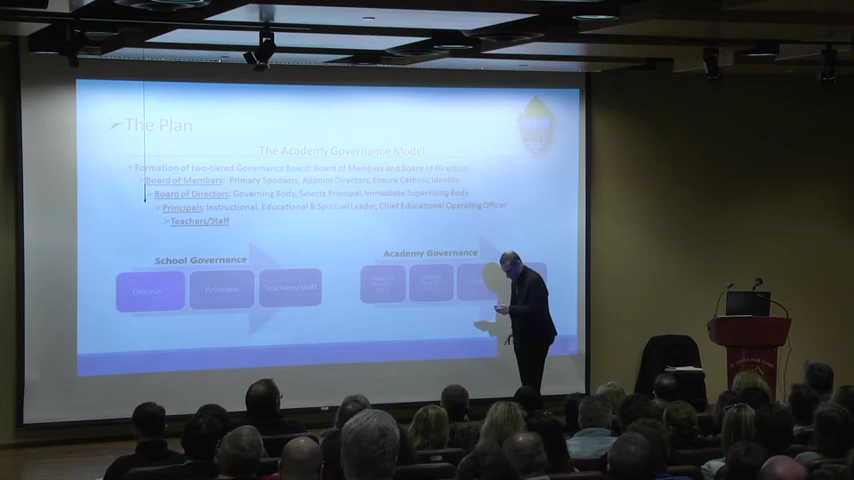 The Plan
The Academy Governance Model
Formation of two-tiered Governance Board: Board of Members and Board of Directors
Board of Members: Primary Sponsors, Appoint Directors, Ensure Catholic Identity
Board of Directors: Governing Body, Selects Principal, Immediate Supervising Body
Principals: Instructional, Educational & Spiritual Leader, Chief Educational Operating Officer
Teachers/Staff
School Governance
Academy Governance
Diocese
Principal
Teachers/Staff